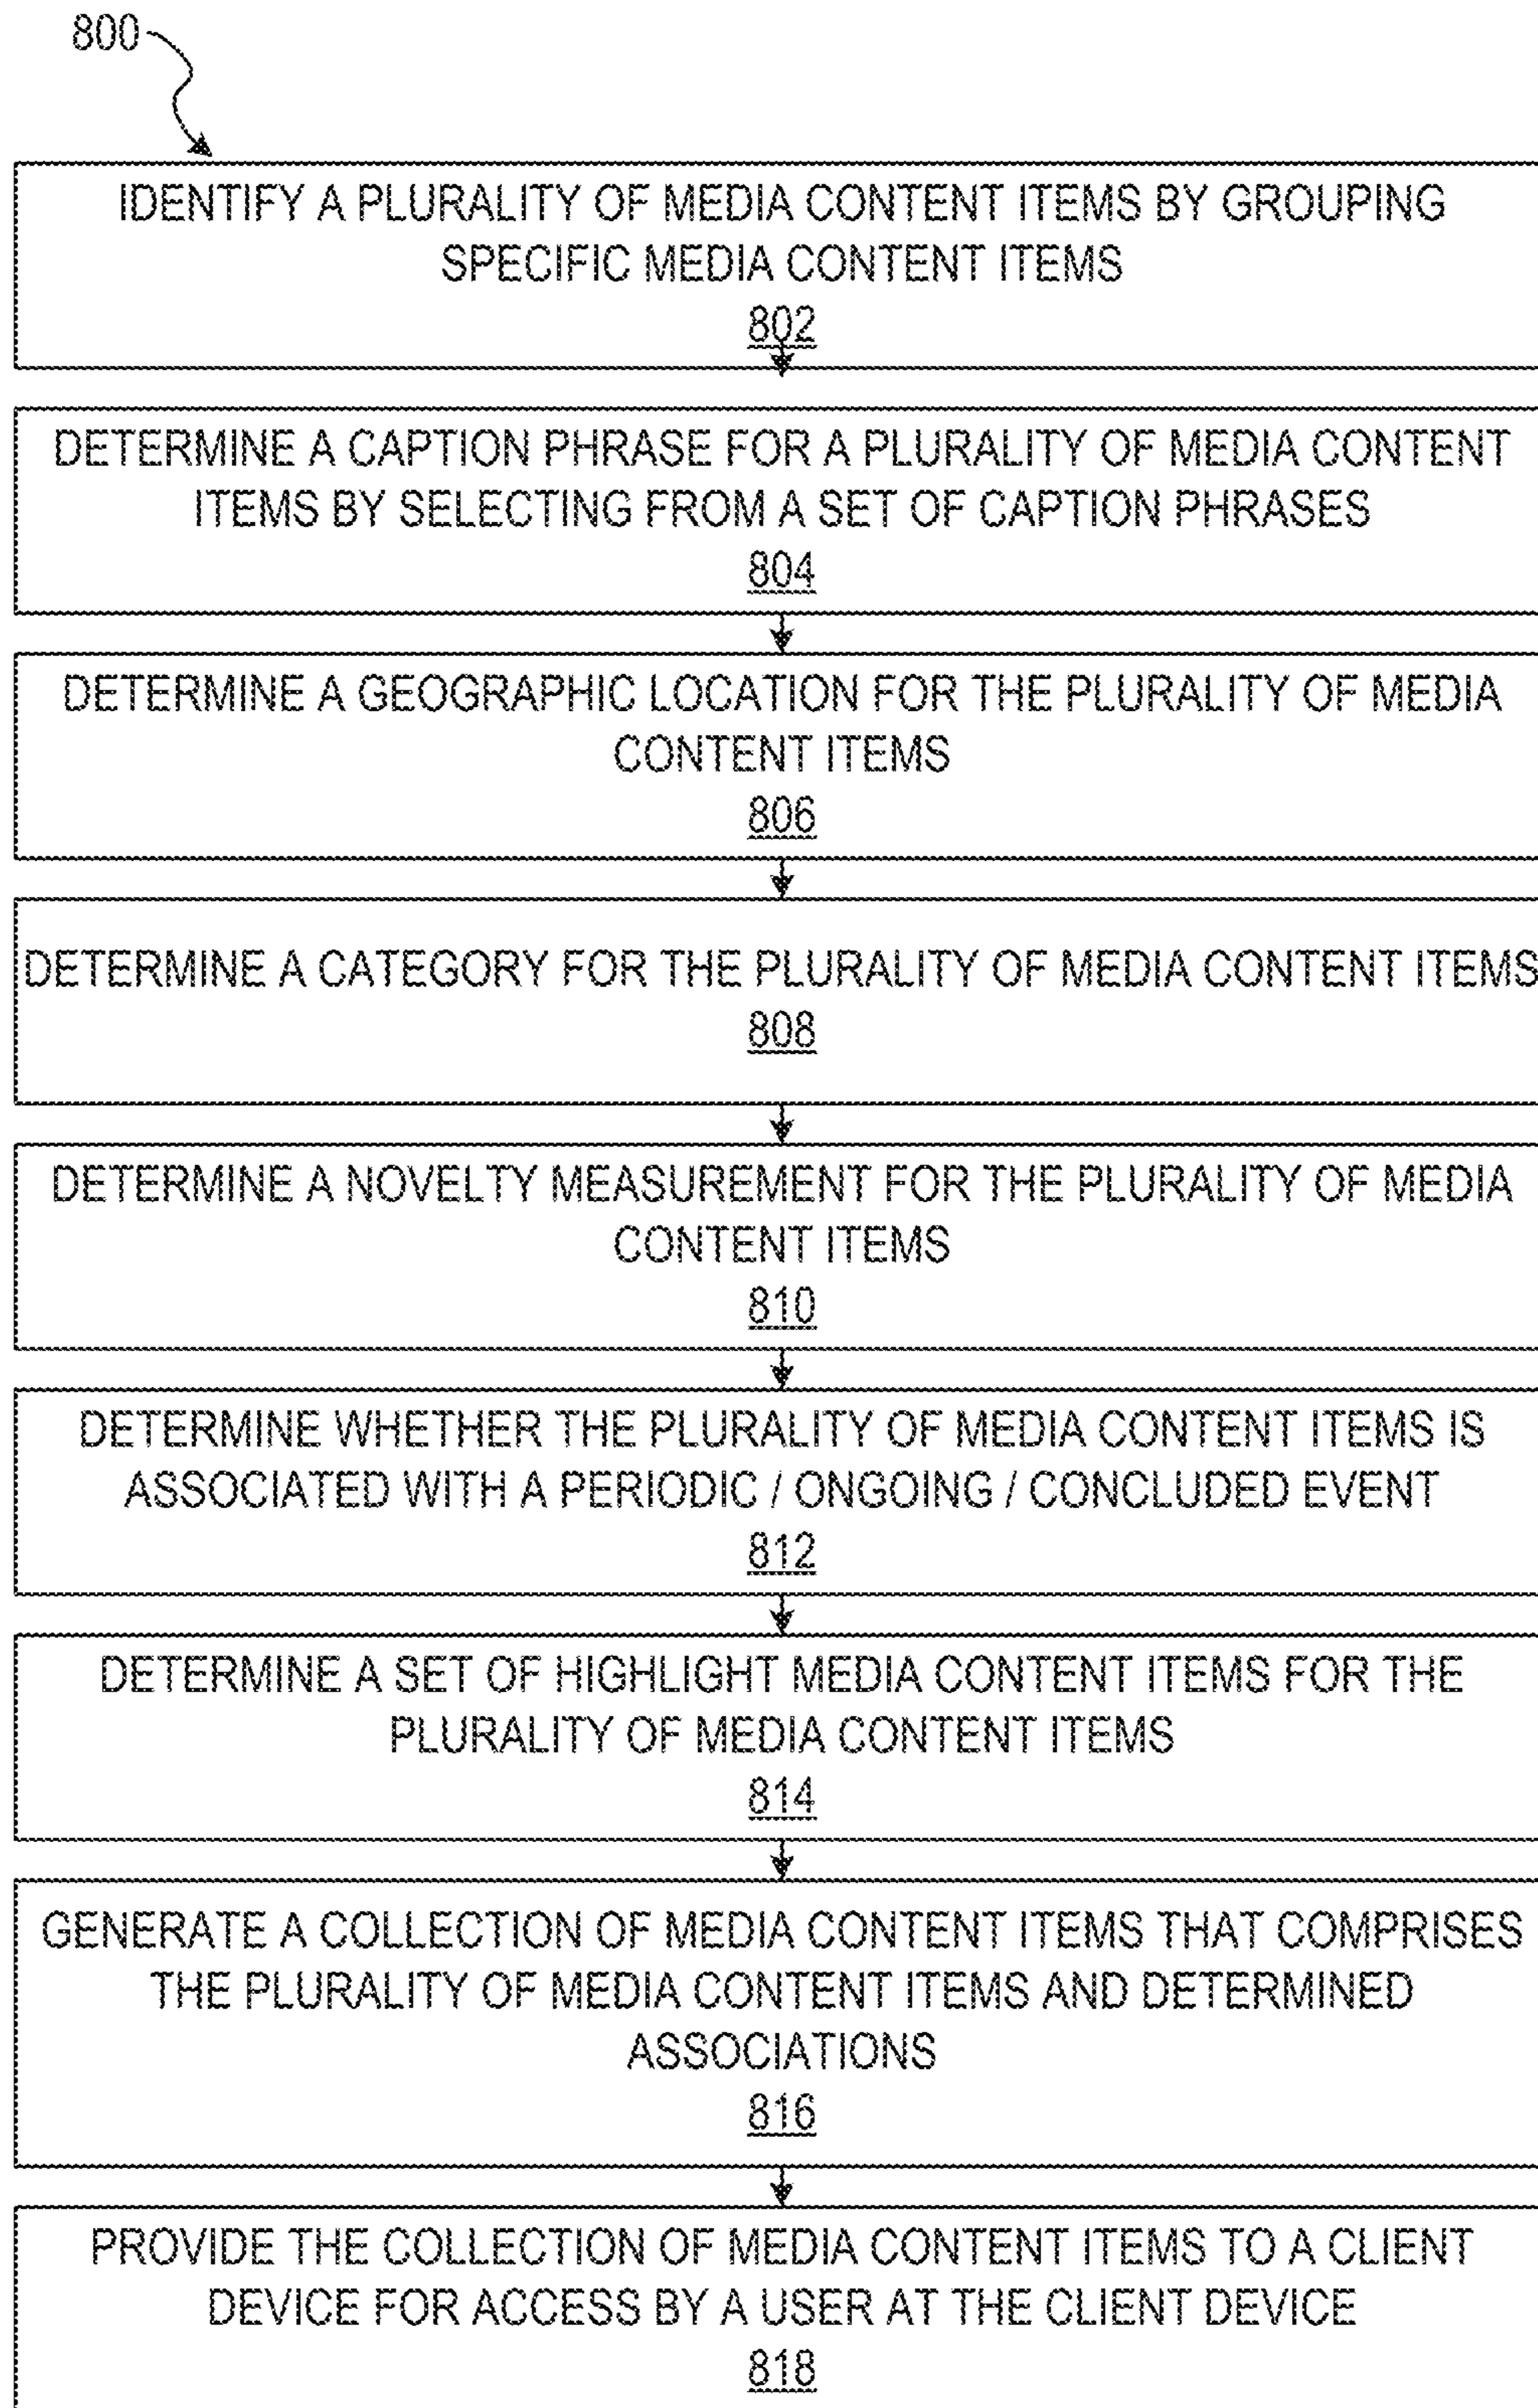 800
IDENTIFY A PLURALITY OF MEDIA CONTENT ITEMS BY GROUPING
SPECIFIC MEDIA CONTENT ITEMS
802
DETERMINE A CAPTION PHRASE FOR A PLURALITY OF MEDIA CONTENT
ITEMS BY SELECTING FROM A SET OF CAPTION PHRASES
804
DETERMINE A GEOGRAPHIC LOCATION FOR THE PLURALITY OF MEDIA
CONTENT ITEMS
806
DETERMINE A CATEGORY FOR THE PLURALITY OF MEDIA CONTENT ITEMS
808
DETERMINE A NOVELTY MEASUREMENT FOR THE PLURALITY OF MEDIA
CONTENT ITEMS
810
DETERMINE WHETHER THE PLURALITY OF MEDIA CONTENT ITEMS IS
ASSOCIATED WITH A PERIODIC / ONGOING / CONCLUDED EVENT
812
DETERMINE A SET OF HIGHLIGHT MEDIA CONTENT ITEMS FOR THE
PLURALITY OF MEDIA CONTENT ITEMS
814
GENERATE A COLLECTION OF MEDIA CONTENT ITEMS THAT COMPRISES
THE PLURALITY OF MEDIA CONTENT ITEMS AND DETERMINED
ASSOCIATIONS
816
PROVIDE THE COLLECTION OF MEDIA CONTENT ITEMS TO A CLIENT
DEVICE FOR ACCESS BY A USER AT THE CLIENT DEVICE
818